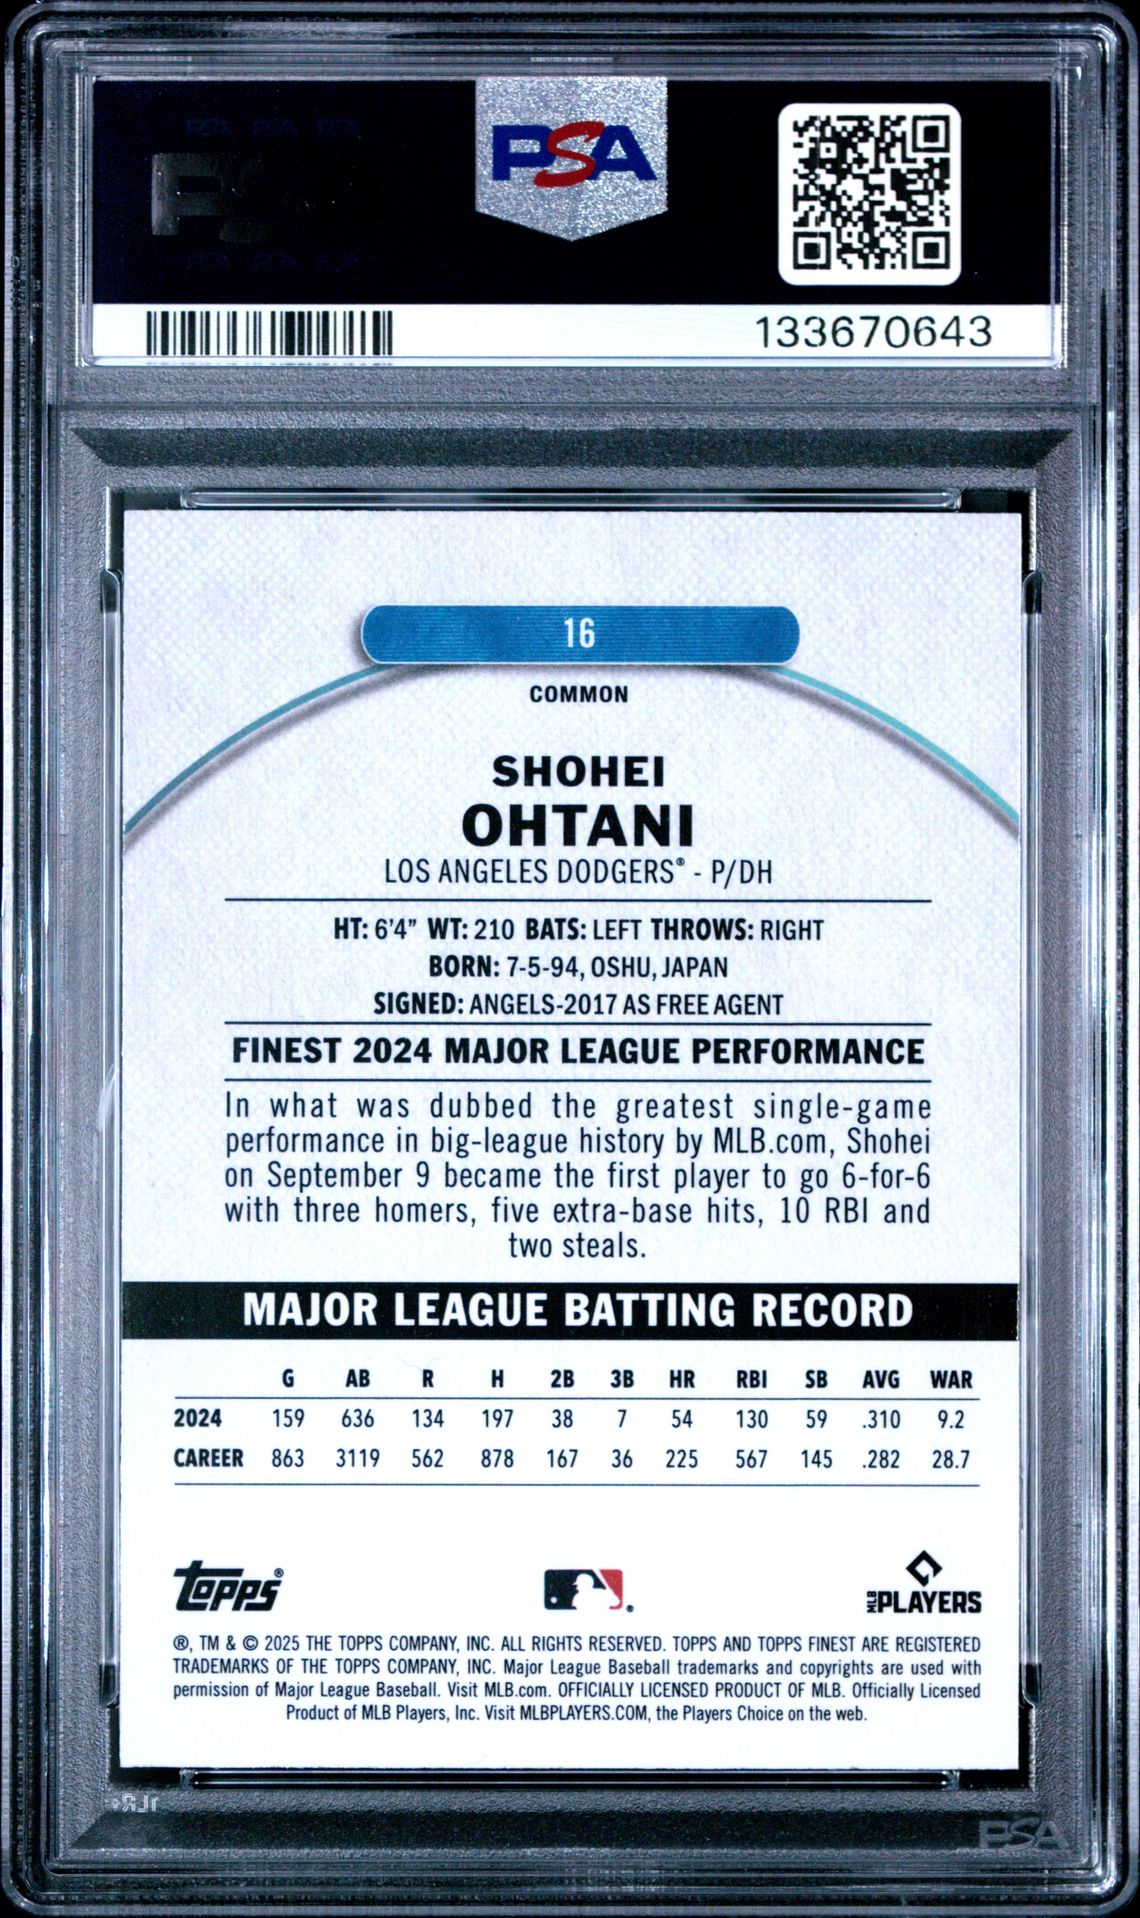 PSA PSA PSA
PSA
PSA
133670643
16
COMMON
SHOHEI
OHTANI
LOS ANGELES DODGERS® - P/DH
HT: 6'4" WT: 210 BATS: LEFT THROWS: RIGHT
BORN: 7-5-94, OSHU, JAPAN
SIGNED: ANGELS-2017 AS FREE AGENT
FINEST 2024 MAJOR LEAGUE PERFORMANCE
In what was dubbed the greatest single-game
performance in big-league history by MLB.com, Shohei
on September 9 became the first player to go 6-for-6
with three homers, five extra-base hits, 10 RBI and
two steals.
MAJOR LEAGUE BATTING RECORD
G AB R H 2B 3B HR RBI SB AVG WAR
2024 159 636 134 197 38 7 54 130 59 .310 9.2
CAREER 863 3119 562 878 167 36 225 567 145 .282 28.7
Topps®
®
MLB PLAYERS
®, TM & © 2025 THE TOPPS COMPANY, INC. ALL RIGHTS RESERVED. TOPPS AND TOPPS FINEST ARE REGISTERED
TRADEMARKS OF THE TOPPS COMPANY, INC. Major League Baseball trademarks and copyrights are used with
permission of Major League Baseball. Visit MLB.com. OFFICIALLY LICENSED PRODUCT OF MLB. Officially Licensed
Product of MLB Players, Inc. Visit MLBPLAYERS.COM, the Players Choice on the web.
PSA